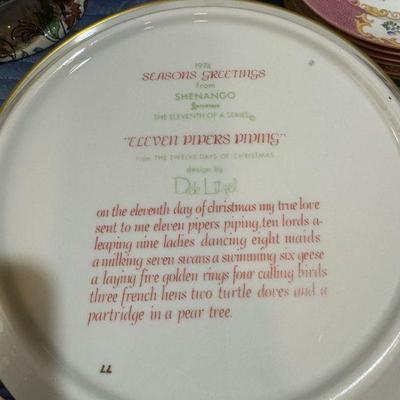 1974
SEASONS GREETINGS
from
SHENANGO
THE ELEVENTH OF A SERIES ©
"ELEVEN PIPERS PIPING"
from THE TWELVE DAYS OF CHRISTMAS
design by
on the eleventh day of christmas my true love
sent to me eleven pipers piping, ten lords a-
leaping nine ladies dancing eight maids
a milking seven swans a swimming six geese
a laying five golden rings four calling birds
three french hens two turtle doves and a
partridge in a pear tree.